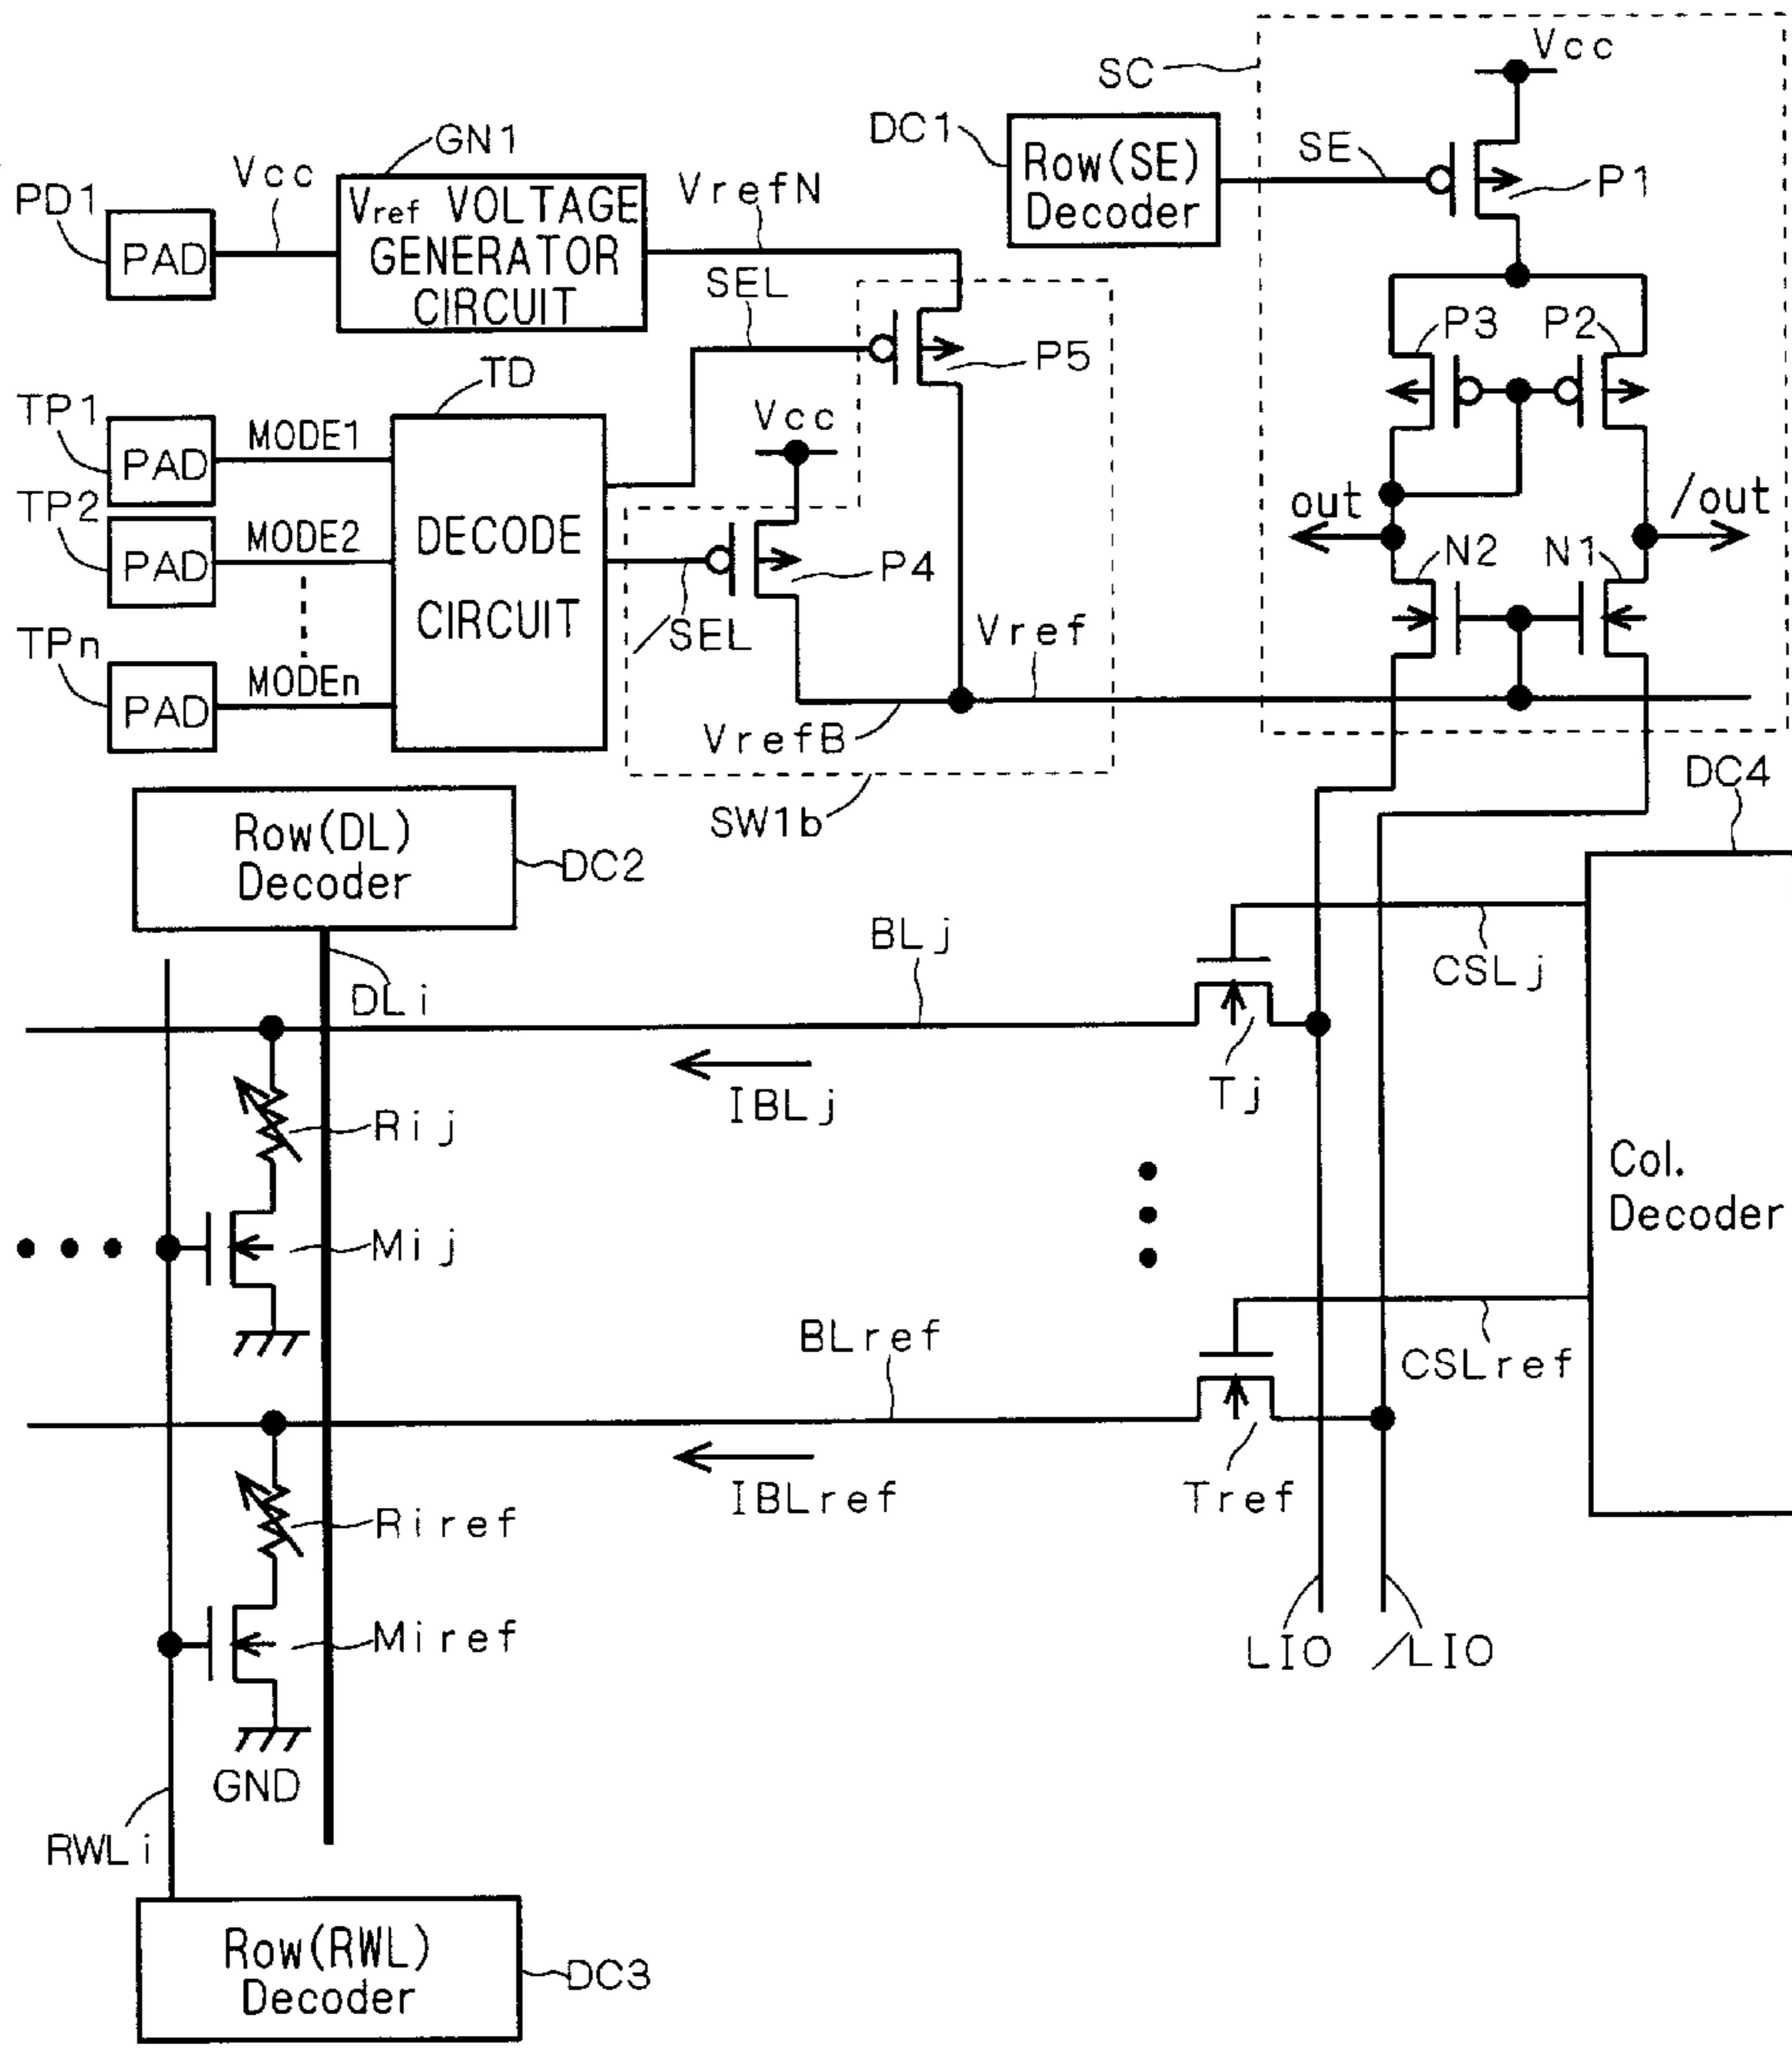 SC
Vcc
DC1
Row(SE)
Decoder
SE
P1
GN1
Vcc
PD1
PAD
Vref VOLTAGE
GENERATOR
CIRCUIT
VrefN
SEL
P5
P3
P2
TD
TP1
PAD
MODE1
Vcc
TP2
PAD
MODE2
DECODE
CIRCUIT
P4
out
/out
N2
N1
/SEL
Vref
TPn
PAD
MODEn
VrefB
SW1b
DC4
Row(DL)
Decoder
DC2
BLj
CSLj
DLi
IBLj
Tj
Rij
Col.
Decoder
Mij
BLref
CSLref
IBLref
Tref
Riref
Miref
LIO
/LIO
GND
RWLi
Row(RWL)
Decoder
DC3